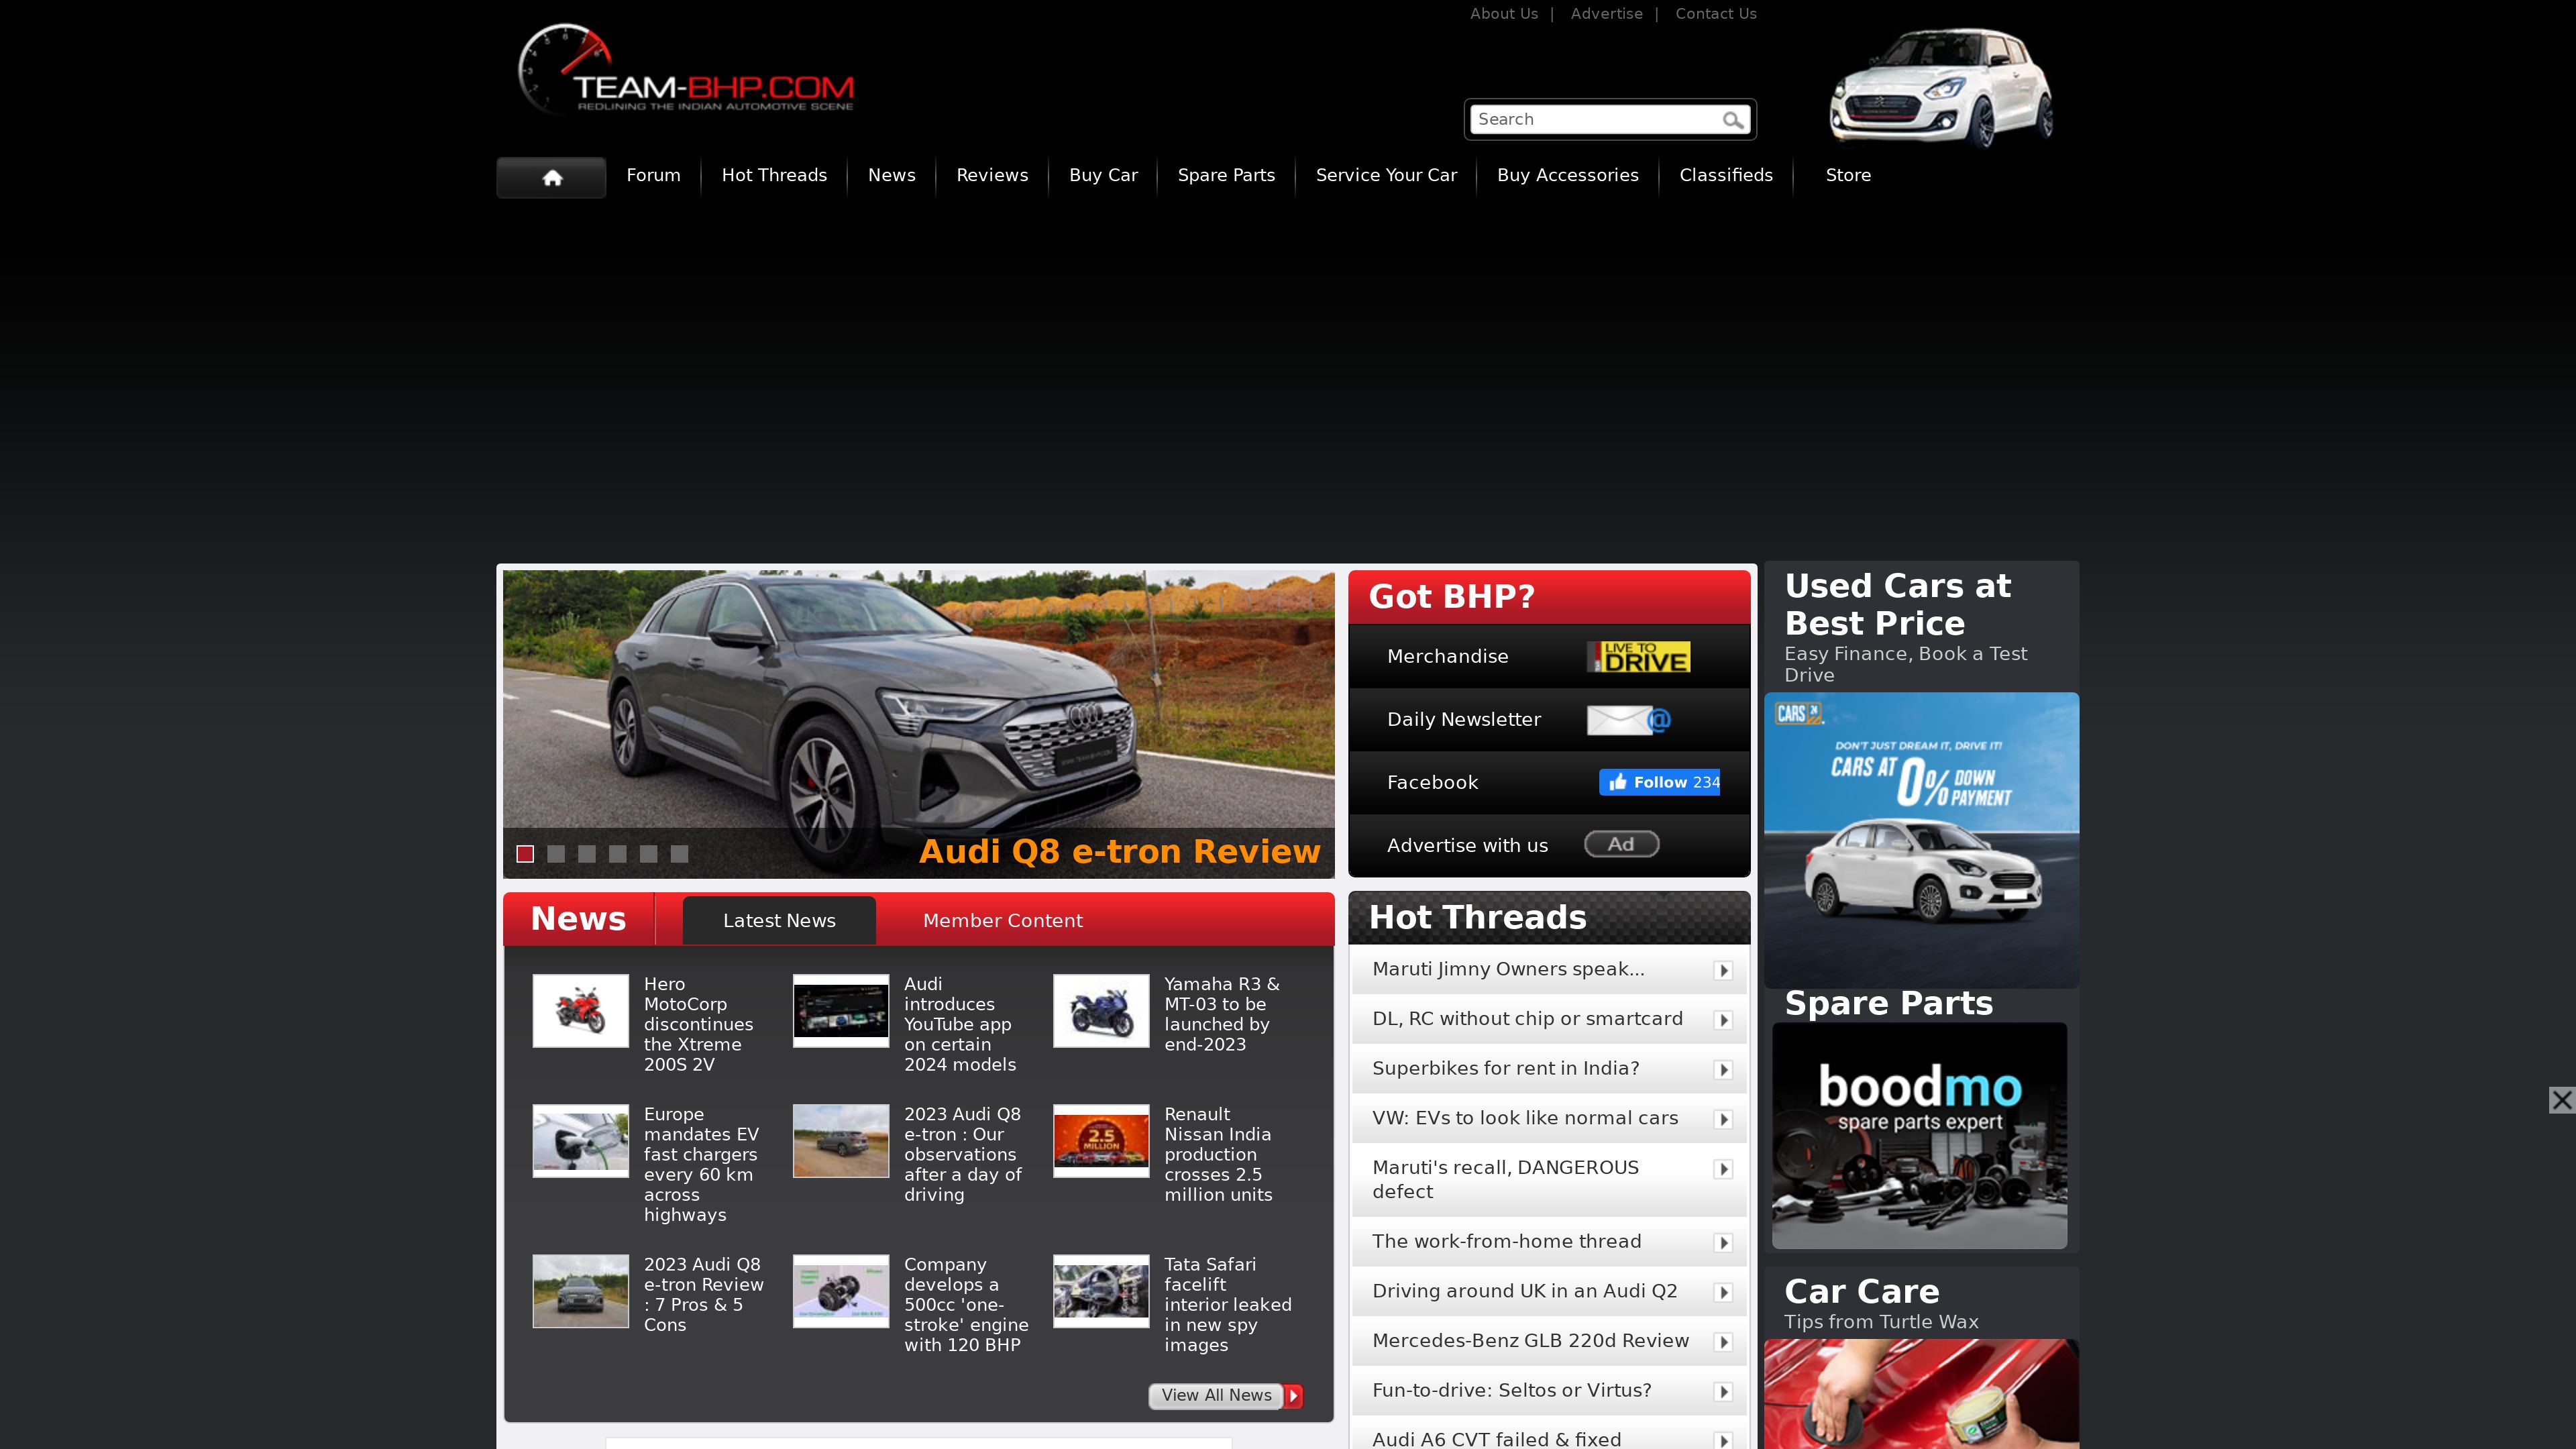 About Us | Advertise | Contact Us
TEAM-BHP.COM
REDLINING THE INDIAN AUTOMOTIVE SCENE
Search
Forum
Hot Threads
News
Reviews
Buy Car
Spare Parts
Service Your Car
Buy Accessories
Classifieds
Store
Audi Q8 e-tron Review
Got BHP?
Merchandise
LIVE TO
DRIVE
Daily Newsletter
@
Facebook
Follow 234
Advertise with us
Ad
Used Cars at
Best Price
Easy Finance, Book a Test
Drive
CARS 24
DON'T JUST DREAM IT, DRIVE IT!
CARS AT 0% DOWN
PAYMENT
Spare Parts
boodmo
spare parts expert
Car Care
Tips from Turtle Wax
News
Latest News
Member Content
Hero
MotoCorp
discontinues
the Xtreme
200S 2V
Audi
introduces
YouTube app
on certain
2024 models
Yamaha R3 &
MT-03 to be
launched by
end-2023
Europe
mandates EV
fast chargers
every 60 km
across
highways
2023 Audi Q8
e-tron : Our
observations
after a day of
driving
2.5
MILLION
Renault
Nissan India
production
crosses 2.5
million units
2023 Audi Q8
e-tron Review
: 7 Pros & 5
Cons
Company
develops a
500cc 'one-
stroke' engine
with 120 BHP
Tata Safari
facelift
interior leaked
in new spy
images
View All News
Hot Threads
Maruti Jimny Owners speak...
DL, RC without chip or smartcard
Superbikes for rent in India?
VW: EVs to look like normal cars
Maruti's recall, DANGEROUS
defect
The work-from-home thread
Driving around UK in an Audi Q2
Mercedes-Benz GLB 220d Review
Fun-to-drive: Seltos or Virtus?
Audi A6 CVT failed & fixed